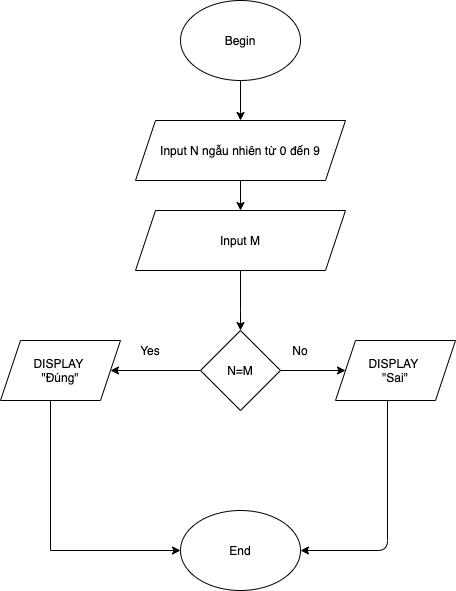 Begin
Input N ngẫu nhiên từ 0 đến 9
Input M
Yes
No
DISPLAY
"Đúng"
N=M
DISPLAY
"Sai"
End